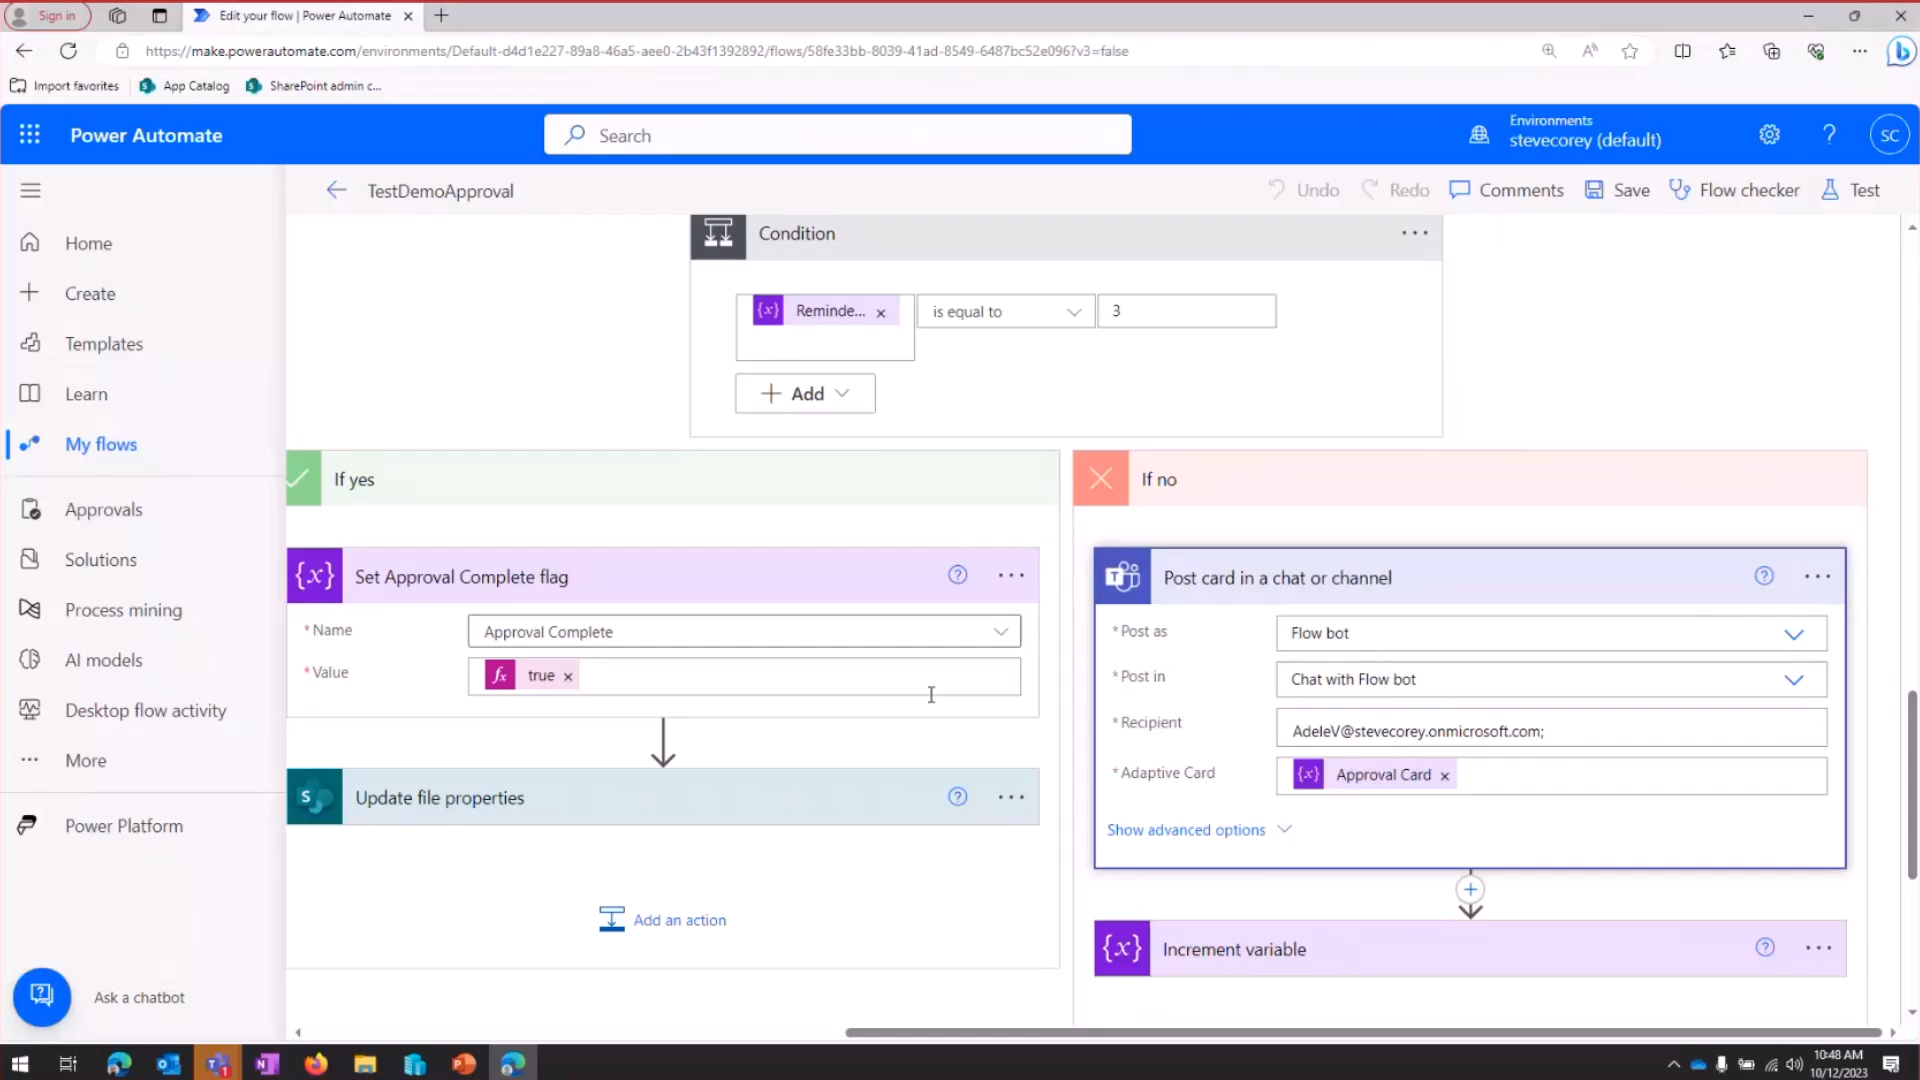 Sign in
Edit your flow | Power Automate
https://make.powerautomate.com/environments/Default-d4d1e227-89a8-46a5-aee0-2b43f1392892/flows/58fe33bb-8039-41ad-8549-6487bc52e096?v3=false
Import favorites
App Catalog
SharePoint admin c...
Power Automate
Search
Environments
stevecorey (default)
SC
TestDemoApproval
Undo
Redo
Comments
Save
Flow checker
Test
Home
Create
Templates
Learn
My flows
Approvals
Solutions
Process mining
AI models
Desktop flow activity
More
Power Platform
Ask a chatbot
Condition
{x} Reminde... ×
is equal to
3
Add
If yes
{x} Set Approval Complete flag
* Name
Approval Complete
* Value
fx true ×
S Update file properties
Add an action
If no
T Post card in a chat or channel
* Post as
Flow bot
* Post in
Chat with Flow bot
* Recipient
AdeleV@stevecorey.onmicrosoft.com;
* Adaptive Card
{x} Approval Card ×
Show advanced options
{x} Increment variable
10:48 AM
10/12/2023